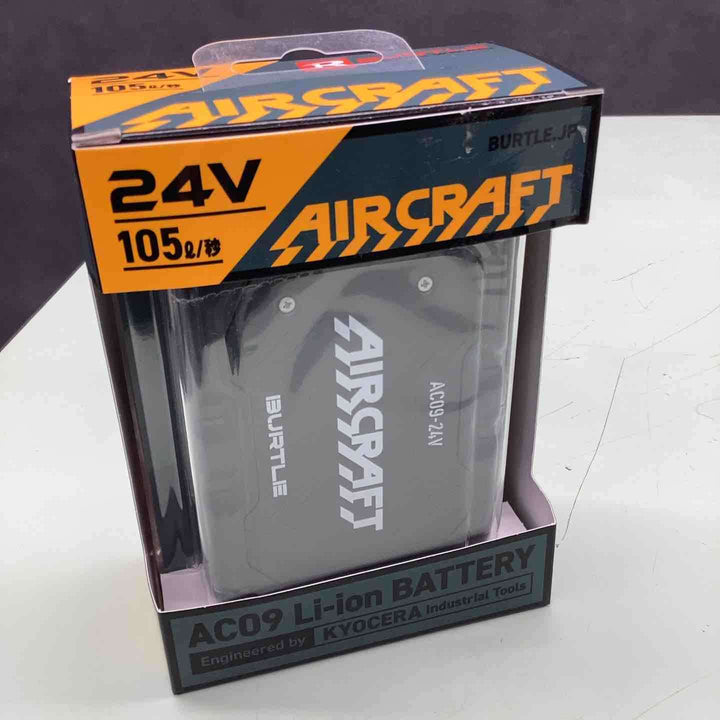 24V
105ℓ/秒
AIRCRAFT
BURTLE.JP
24V
105ℓ/秒
AIRCRAFT
AIRCRAFT
BURTLE
AC09-24V
AC09 Li-ion BATTERY
Engineered by KYOCERA Industrial Tools